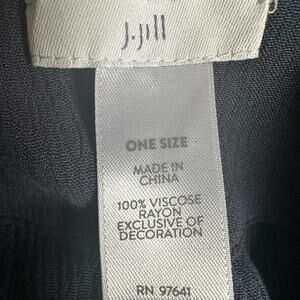 J.Jill
ONE SIZE
MADE IN
CHINA
100% VISCOSE
RAYON
EXCLUSIVE OF
DECORATION
RN 97641